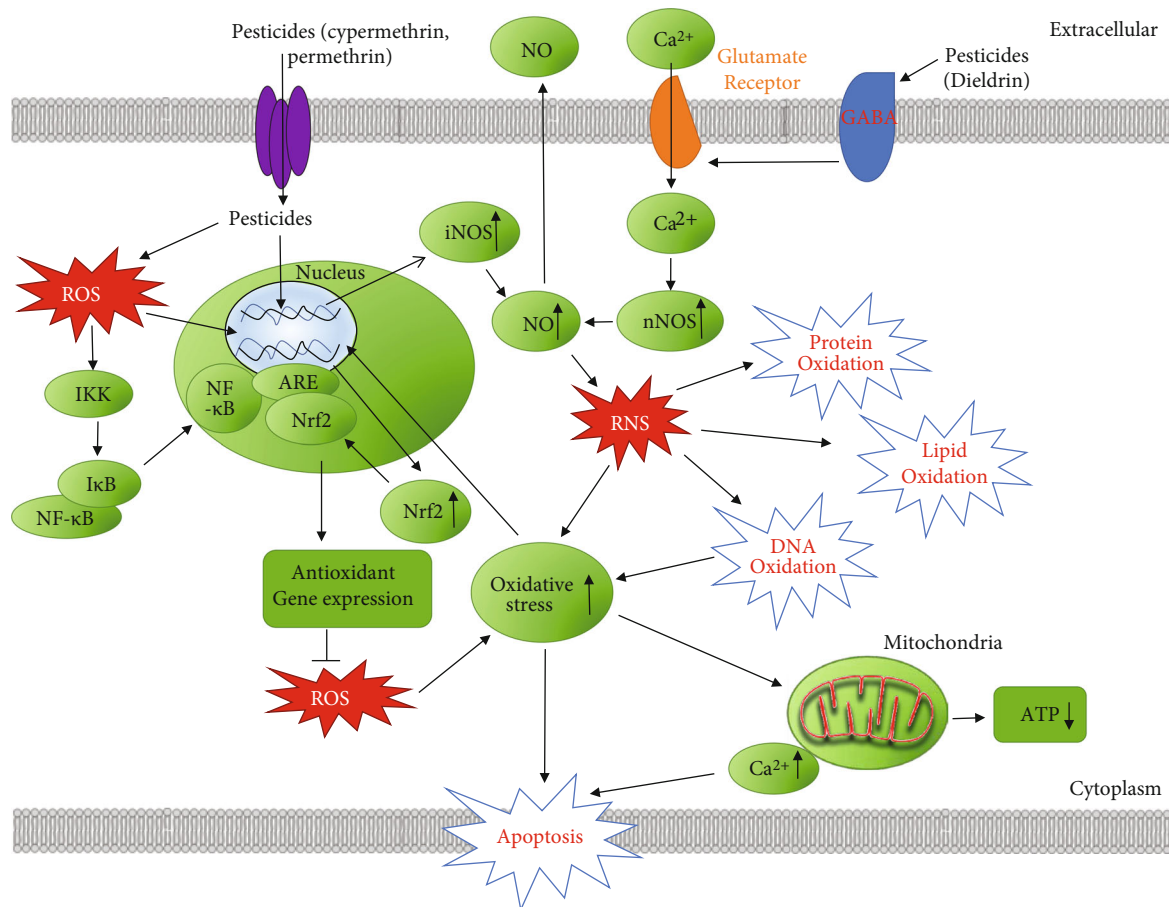 Pesticides (cypermethrin,
permethrin)
NO
Ca2+
Extracellular
Glutamate
Receptor
Pesticides
(Dieldrin)
GABA
Pesticides
iNOS
Ca2+
Nucleus
ROS
NO
nNOS
Protein
Oxidation
IKK
NF
-κB
ARE
Nrf2
RNS
Lipid
Oxidation
IκB
NF-κB
Nrf2
DNA
Oxidation
Antioxidant
Gene expression
Oxidative
stress
Mitochondria
ROS
ATP
Ca2+
Cytoplasm
Apoptosis